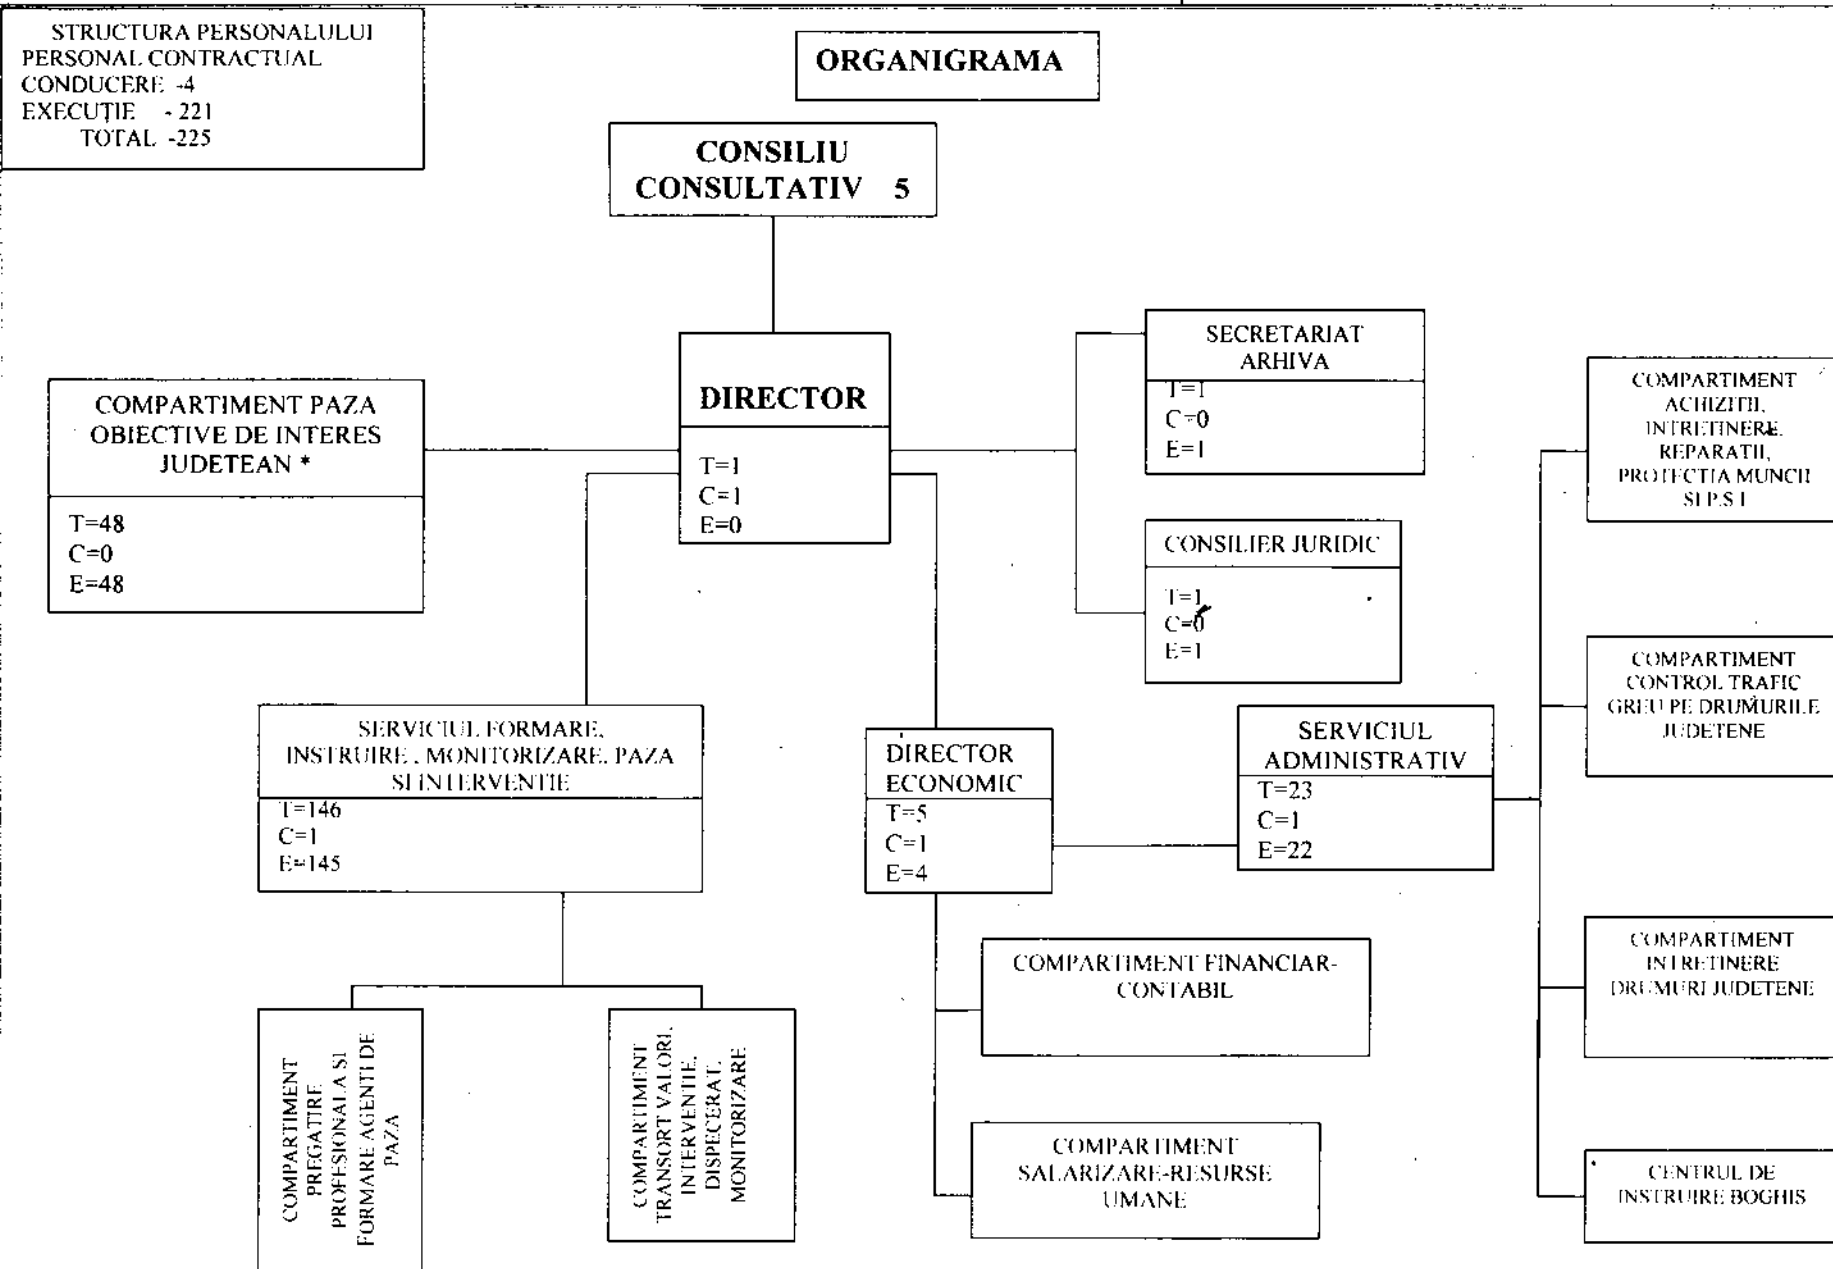 STRUCTURA PERSONALULUI
PERSONAL CONTRACTUAL
CONDUCERE -4
EXECUȚIE - 221
TOTAL -225
ORGANIGRAMA
CONSILIU
CONSULTATIV 5
DIRECTOR
T=1
C=1
E=0
COMPARTIMENT PAZA
OBIECTIVE DE INTERES
JUDETEAN *
T=48
C=0
E=48
SECRETARIAT
ARHIVA
T=1
C=0
E=1
CONSILIER JURIDIC
T=1
C=0
E=1
COMPARTIMENT
ACHIZITII,
INTRETINERE,
REPARATII,
PROTECTIA MUNCII
SI P.S I
COMPARTIMENT
CONTROL TRAFIC
GREU PE DRUMURILE
JUDETENE
SERVICIUL FORMARE,
INSTRUIRE , MONITORIZARE, PAZA
SI INTERVENTIE
T=146
C=1
E=145
DIRECTOR
ECONOMIC
T=5
C=1
E=4
SERVICIUL
ADMINISTRATIV
T=23
C=1
E=22
COMPARTIMENT
INTRETINERE
DRUMURI JUDETENE
COMPARTIMENT FINANCIAR-
CONTABIL
COMPARTIMENT
PREGATIRE
PROFESIONALA SI
FORMARE AGENTI DE
PAZA
COMPARTIMENT
TRANSORT VALORI,
INTERVENTIE,
DISPECERAT,
MONITORIZARE
COMPARTIMENT
SALARIZARE-RESURSE
UMANE
CENTRUL DE
INSTRUIRE BOGHIS